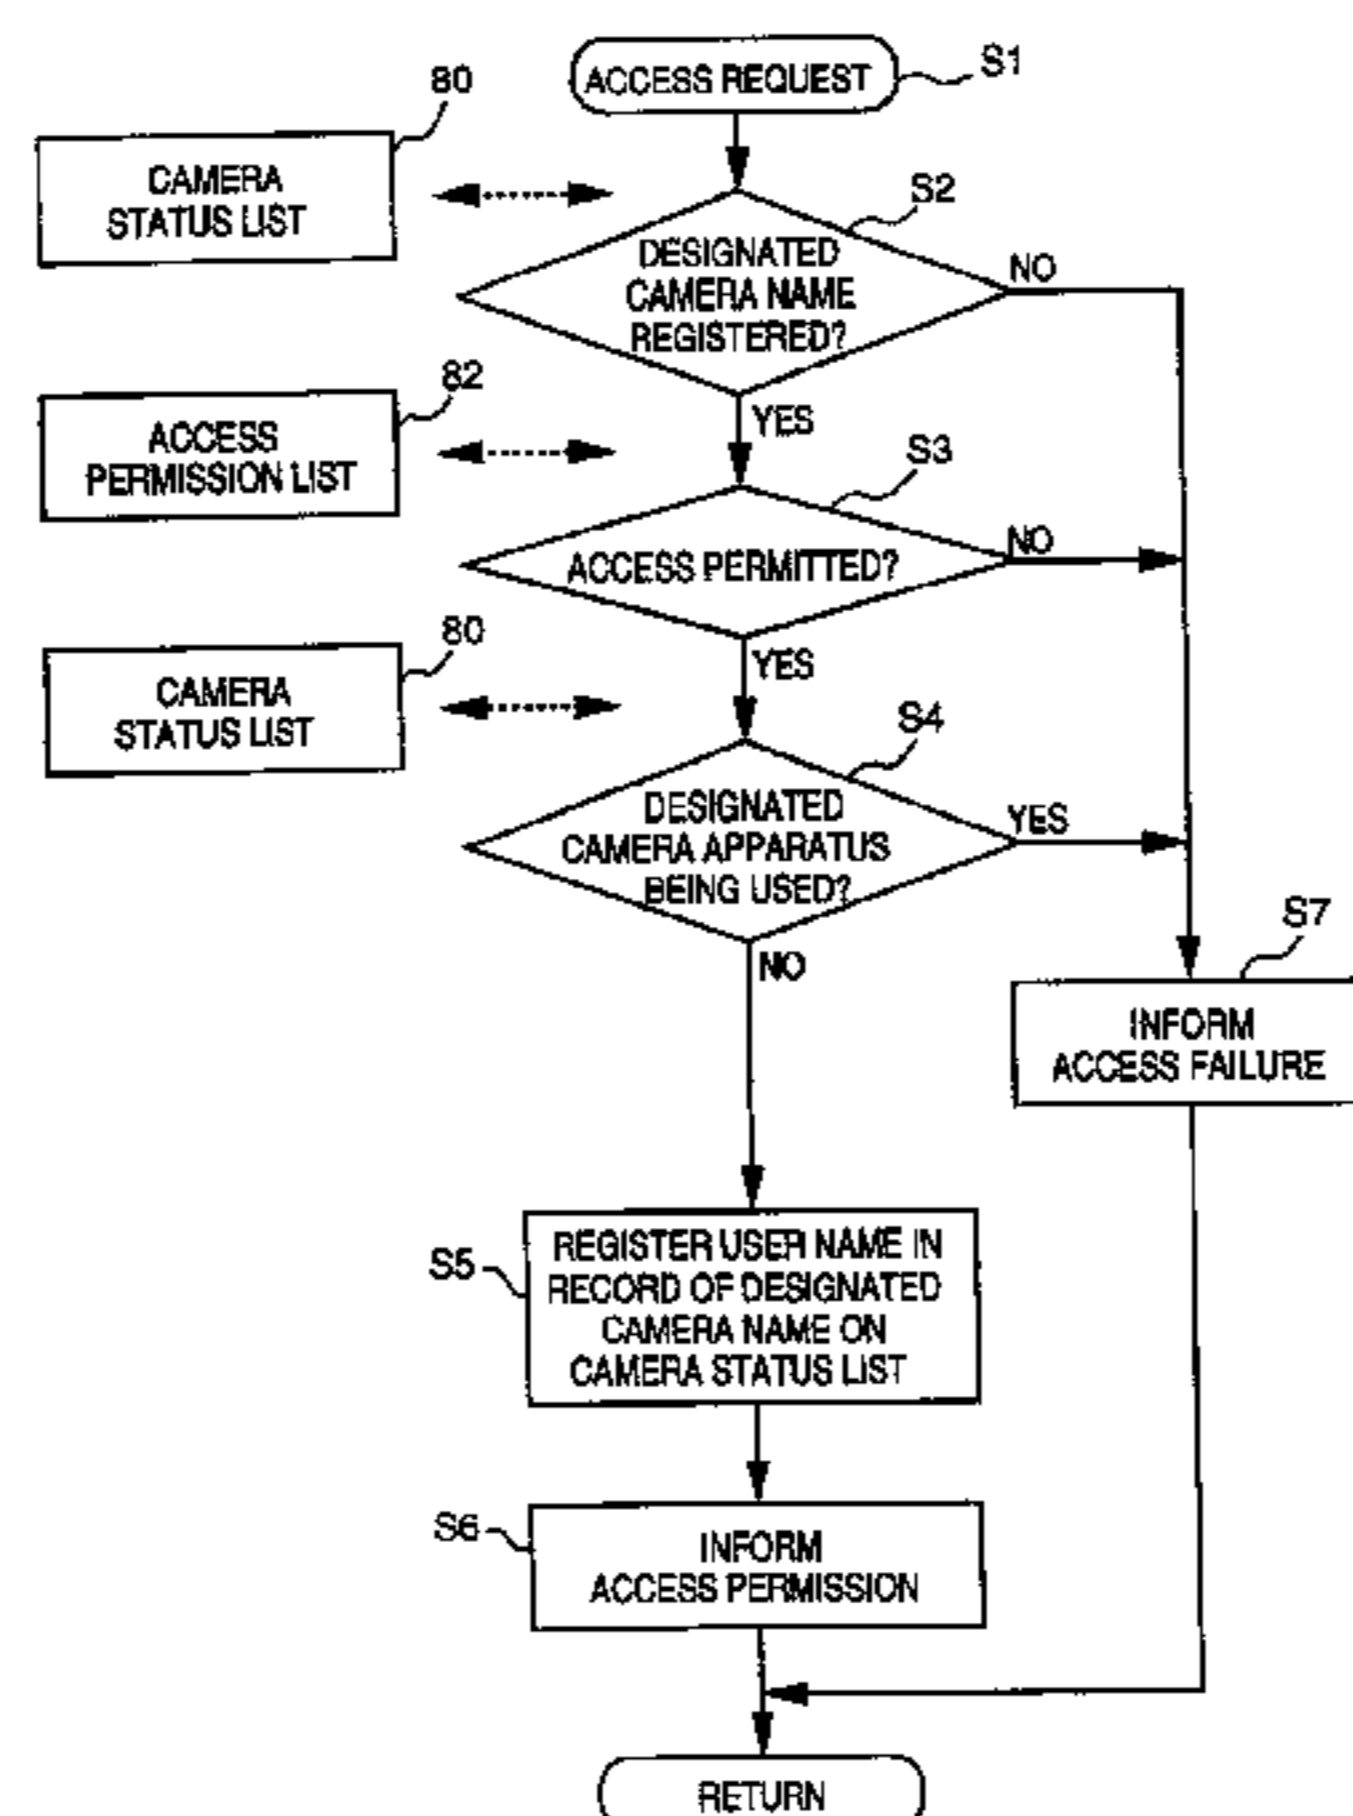 ACCESS REQUEST
S1
80
CAMERA
STATUS LIST
S2
DESIGNATED
CAMERA NAME
REGISTERED?
NO
YES
82
ACCESS
PERMISSION LIST
S3
ACCESS PERMITTED?
NO
YES
80
CAMERA
STATUS LIST
S4
DESIGNATED
CAMERA APPARATUS
BEING USED?
YES
NO
S7
INFORM
ACCESS FAILURE
S5
REGISTER USER NAME IN
RECORD OF DESIGNATED
CAMERA NAME ON
CAMERA STATUS LIST
S6
INFORM
ACCESS PERMISSION
RETURN